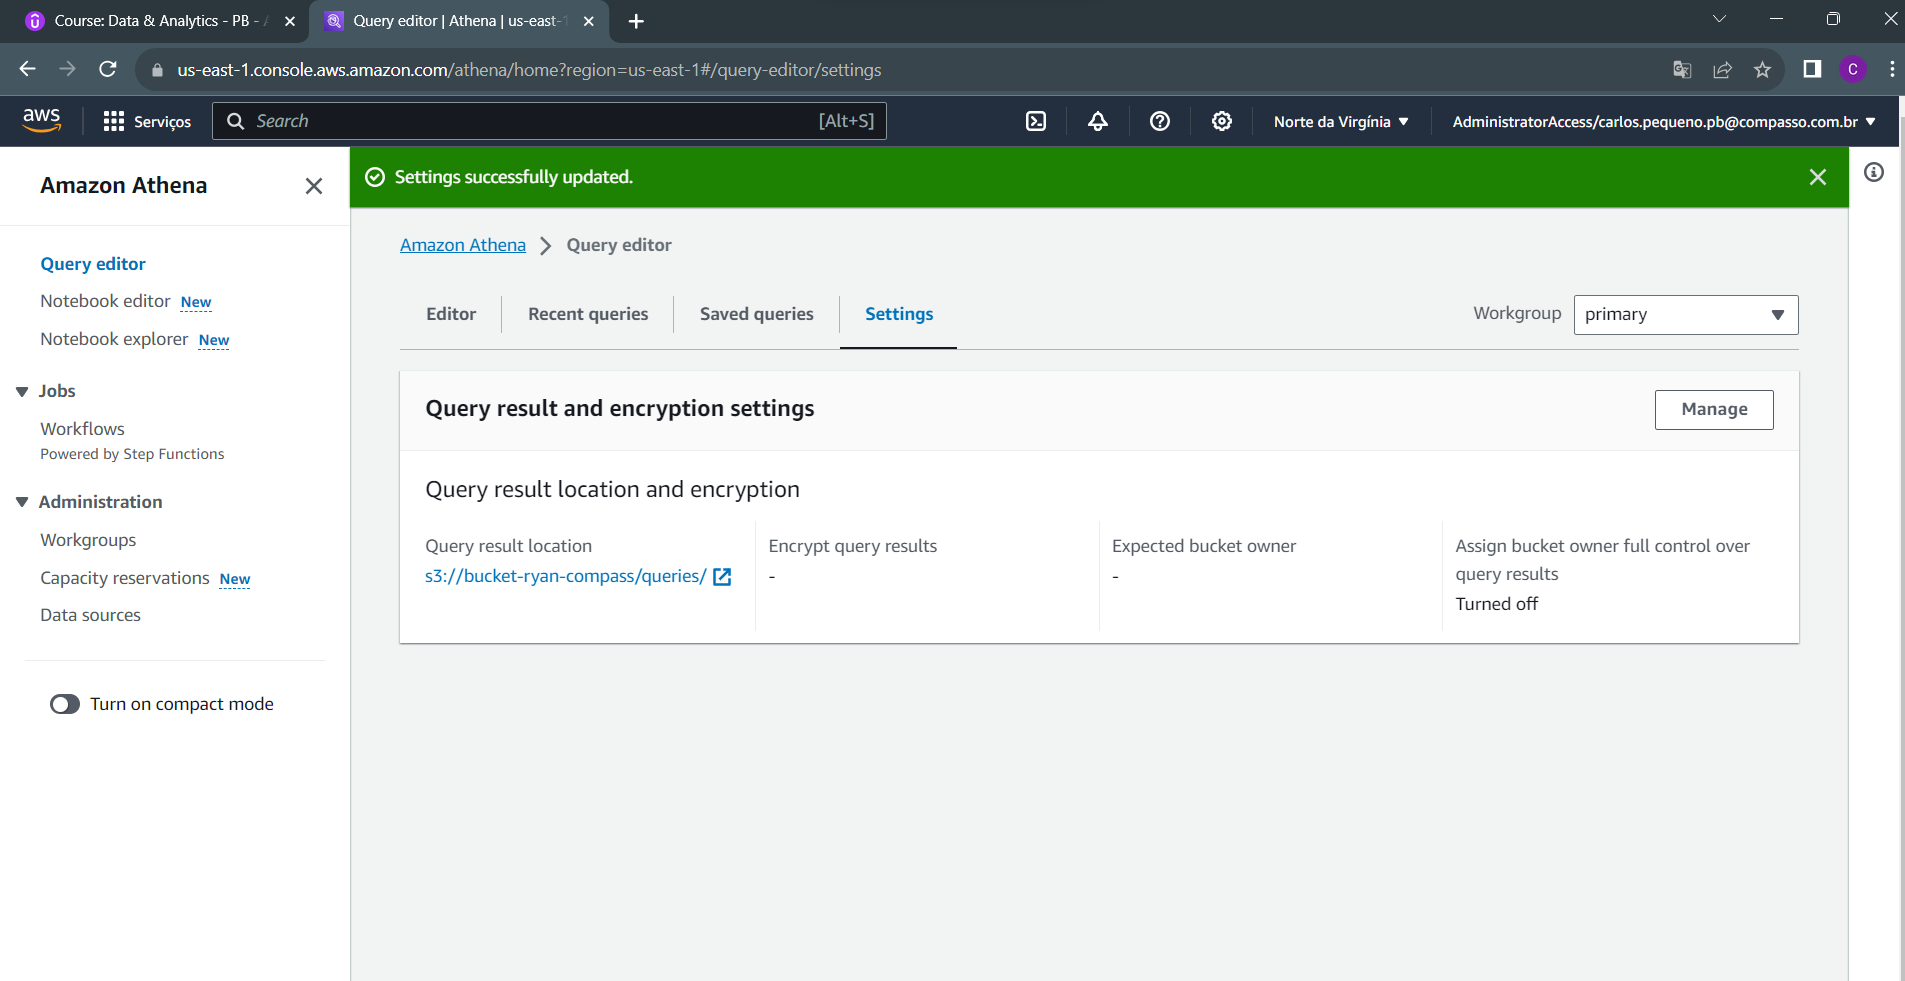 Course: Data & Analytics - PB -
Query editor | Athena | us-east-1
us-east-1.console.aws.amazon.com/athena/home?region=us-east-1#/query-editor/settings
C
aws
Serviços
Search
[Alt+S]
Norte da Virgínia
AdministratorAccess/carlos.pequeno.pb@compasso.com.br
Amazon Athena
Query editor
Notebook editor New
Notebook explorer New
Jobs
Workflows
Powered by Step Functions
Administration
Workgroups
Capacity reservations New
Data sources
Turn on compact mode
Settings successfully updated.
Amazon Athena > Query editor
Editor
Recent queries
Saved queries
Settings
Workgroup
primary
Query result and encryption settings
Manage
Query result location and encryption
Query result location
s3://bucket-ryan-compass/queries/
Encrypt query results
-
Expected bucket owner
-
Assign bucket owner full control over
query results
Turned off